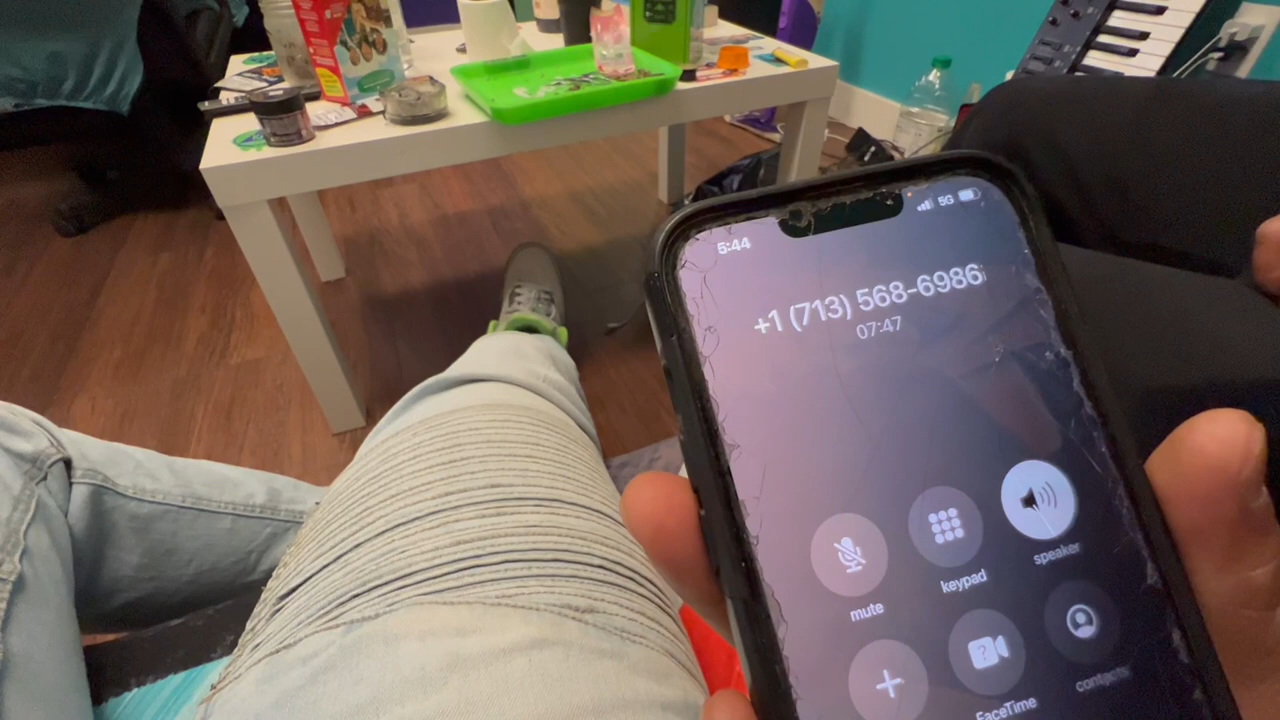 5:44
5G
+1 (713) 568-6986
07:47
mute
keypad
speaker
FaceTime
contacts